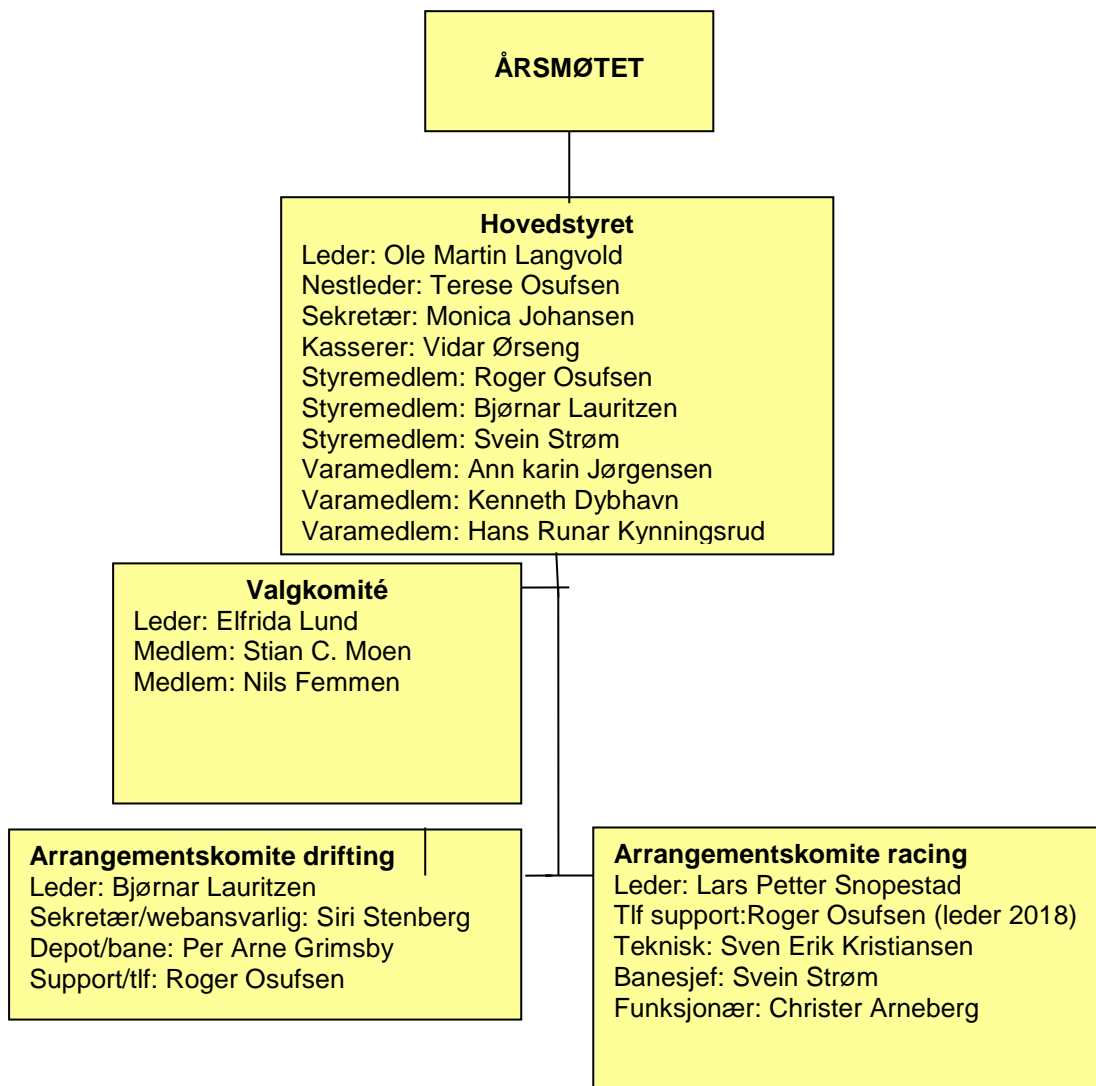 ÅRSMØTET
Hovedstyret
Leder: Ole Martin Langvold
Nestleder: Terese Osufsen
Sekretær: Monica Johansen
Kasserer: Vidar Ørseng
Styremedlem: Roger Osufsen
Styremedlem: Bjørnar Lauritzen
Styremedlem: Svein Strøm
Varamedlem: Ann karin Jørgensen
Varamedlem: Kenneth Dybhavn
Varamedlem: Hans Runar Kynningsrud
Valgkomité
Leder: Elfrida Lund
Medlem: Stian C. Moen
Medlem: Nils Femmen
Arrangementskomite drifting
Leder: Bjørnar Lauritzen
Sekretær/webansvarlig: Siri Stenberg
Depot/bane: Per Arne Grimsby
Support/tlf: Roger Osufsen
Arrangementskomite racing
Leder: Lars Petter Snopestad
Tlf support:Roger Osufsen (leder 2018)
Teknisk: Sven Erik Kristiansen
Banesjef: Svein Strøm
Funksjonær: Christer Arneberg